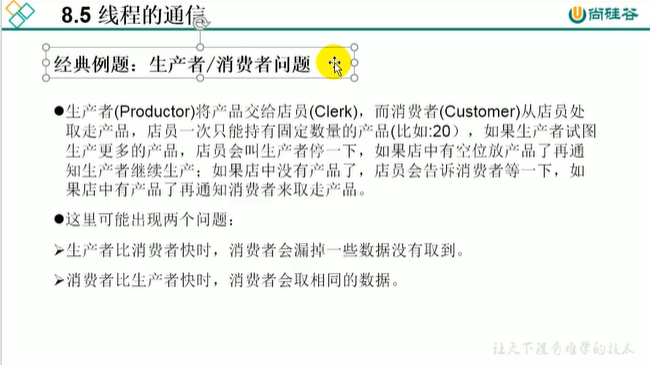 8.5 线程的通信
尚硅谷
经典例题：生产者/消费者问题
●生产者(Productor)将产品交给店员(Clerk)，而消费者(Customer)从店员处
取走产品，店员一次只能持有固定数量的产品(比如:20），如果生产者试图
生产更多的产品，店员会叫生产者停一下，如果店中有空位放产品了再通
知生产者继续生产；如果店中没有产品了，店员会告诉消费者等一下，如
果店中有产品了再通知消费者来取走产品。
●这里可能出现两个问题：
➢生产者比消费者快时，消费者会漏掉一些数据没有取到。
➢消费者比生产者快时，消费者会取相同的数据。
让天下没有难学的技术